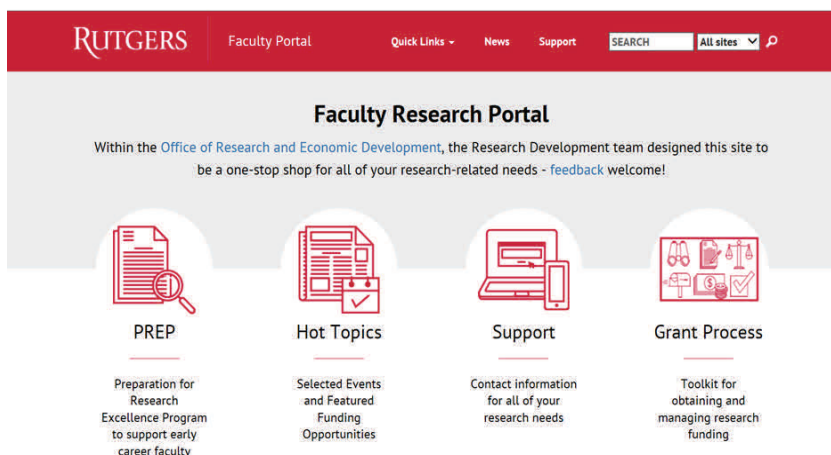 RUTGERS Faculty Portal Quick Links News Support SEARCH All sites
Faculty Research Portal
Within the Office of Research and Economic Development, the Research Development team designed this site to
be a one-stop shop for all of your research-related needs - feedback welcome!
PREP
Preparation for
Research
Excellence Program
to support early
career faculty
Hot Topics
Selected Events
and Featured
Funding
Opportunities
Support
Contact information
for all of your
research needs
Grant Process
Toolkit for
obtaining and
managing research
funding